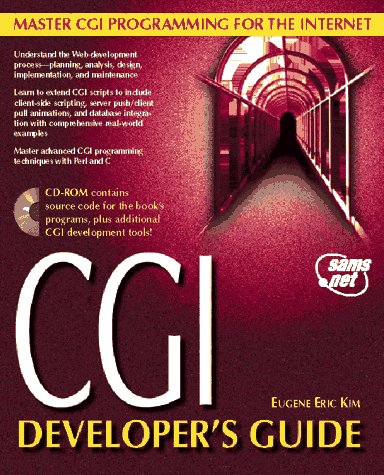 MASTER CGI PROGRAMMING FOR THE INTERNET
Understand the Web development
process—planning, analysis, design,
implementation, and maintenance
Learn to extend CGI scripts to include
client-side scripting, server push/client
pull animations, and database integra-
tion with comprehensive real-world
examples
Master advanced CGI programming
techniques with Perl and C
CD-ROM contains
source code for the book's
programs, plus additional
CGI development tools!
sams
.net
CGI
EUGENE ERIC KIM
DEVELOPER'S GUIDE